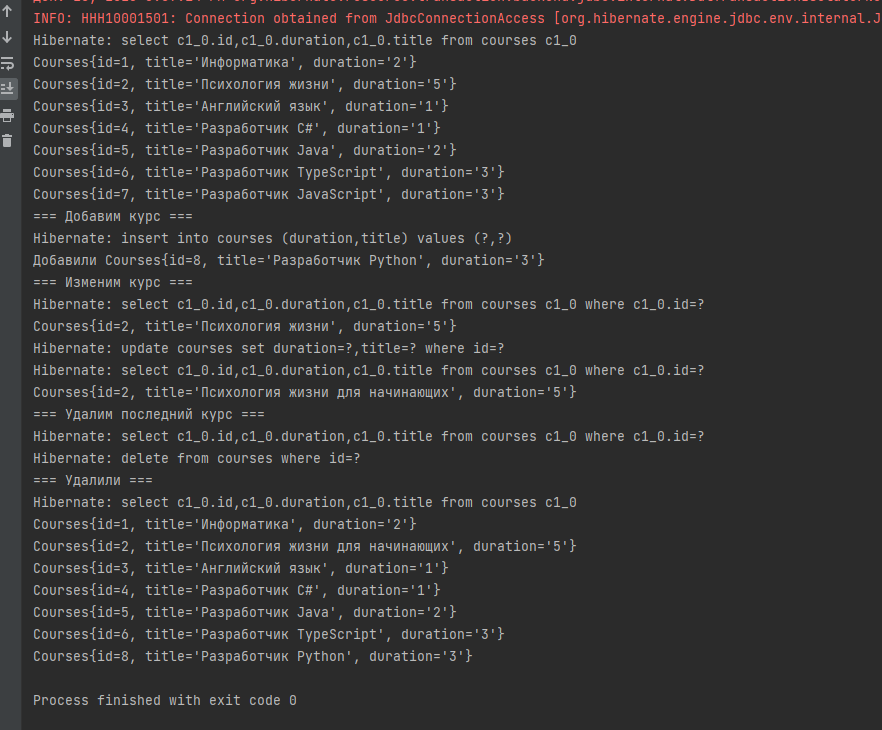 INFO: HHH10001501: Connection obtained from JdbcConnectionAccess [org.hibernate.engine.jdbc.env.internal.J
Hibernate: select c1_0.id,c1_0.duration,c1_0.title from courses c1_0
Courses{id=1, title='Информатика', duration='2'}
Courses{id=2, title='Психология жизни', duration='5'}
Courses{id=3, title='Английский язык', duration='1'}
Courses{id=4, title='Разработчик C#', duration='1'}
Courses{id=5, title='Разработчик Java', duration='2'}
Courses{id=6, title='Разработчик TypeScript', duration='3'}
Courses{id=7, title='Разработчик JavaScript', duration='3'}
=== Добавим курс ===
Hibernate: insert into courses (duration,title) values (?,?)
Добавили Courses{id=8, title='Разработчик Python', duration='3'}
=== Изменим курс ===
Hibernate: select c1_0.id,c1_0.duration,c1_0.title from courses c1_0 where c1_0.id=?
Courses{id=2, title='Психология жизни', duration='5'}
Hibernate: update courses set duration=?,title=? where id=?
Hibernate: select c1_0.id,c1_0.duration,c1_0.title from courses c1_0 where c1_0.id=?
Courses{id=2, title='Психология жизни для начинающих', duration='5'}
=== Удалим последний курс ===
Hibernate: select c1_0.id,c1_0.duration,c1_0.title from courses c1_0 where c1_0.id=?
Hibernate: delete from courses where id=?
=== Удалили ===
Hibernate: select c1_0.id,c1_0.duration,c1_0.title from courses c1_0
Courses{id=1, title='Информатика', duration='2'}
Courses{id=2, title='Психология жизни для начинающих', duration='5'}
Courses{id=3, title='Английский язык', duration='1'}
Courses{id=4, title='Разработчик C#', duration='1'}
Courses{id=5, title='Разработчик Java', duration='2'}
Courses{id=6, title='Разработчик TypeScript', duration='3'}
Courses{id=8, title='Разработчик Python', duration='3'}
Process finished with exit code 0